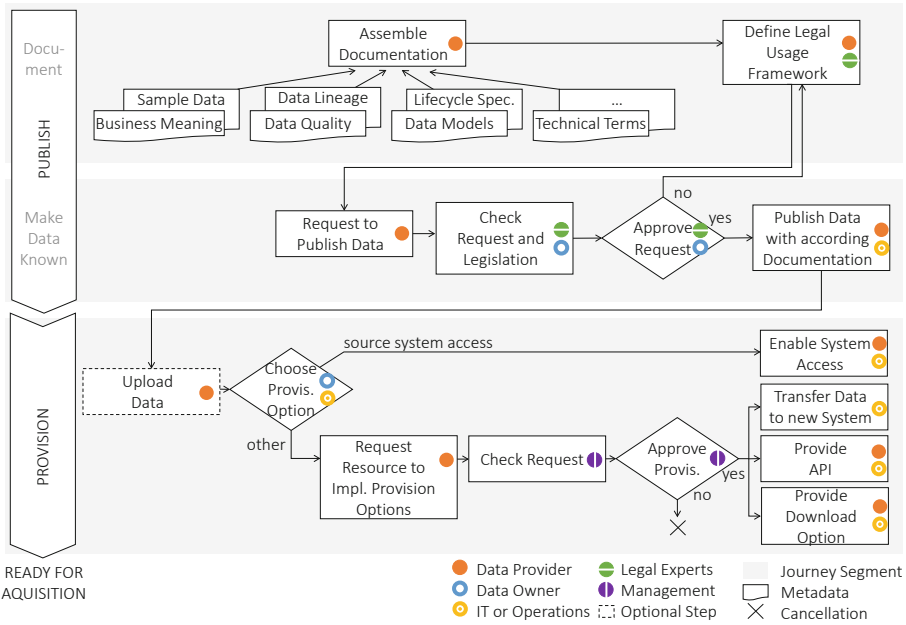 PUBLISH
Docu-
ment
Assemble
Documentation
Define Legal
Usage
Framework
Sample Data
Business Meaning
Data Lineage
Data Quality
Lifecycle Spec.
Data Models
...
Technical Terms
Make
Data
Known
Request to
Publish Data
Check
Request and
Legislation
Approve
Request
no
yes
Publish Data
with according
Documentation
PROVISION
Upload
Data
Choose
Provis.
Option
source system access
other
Enable System
Access
Request
Resource to
Impl. Provision
Options
Check Request
Approve
Provis.
yes
no
Transfer Data
to new System
Provide
API
Provide
Download
Option
READY FOR
AQUISITION
Data Provider
Data Owner
IT or Operations
Legal Experts
Management
Optional Step
Journey Segment
Metadata
Cancellation